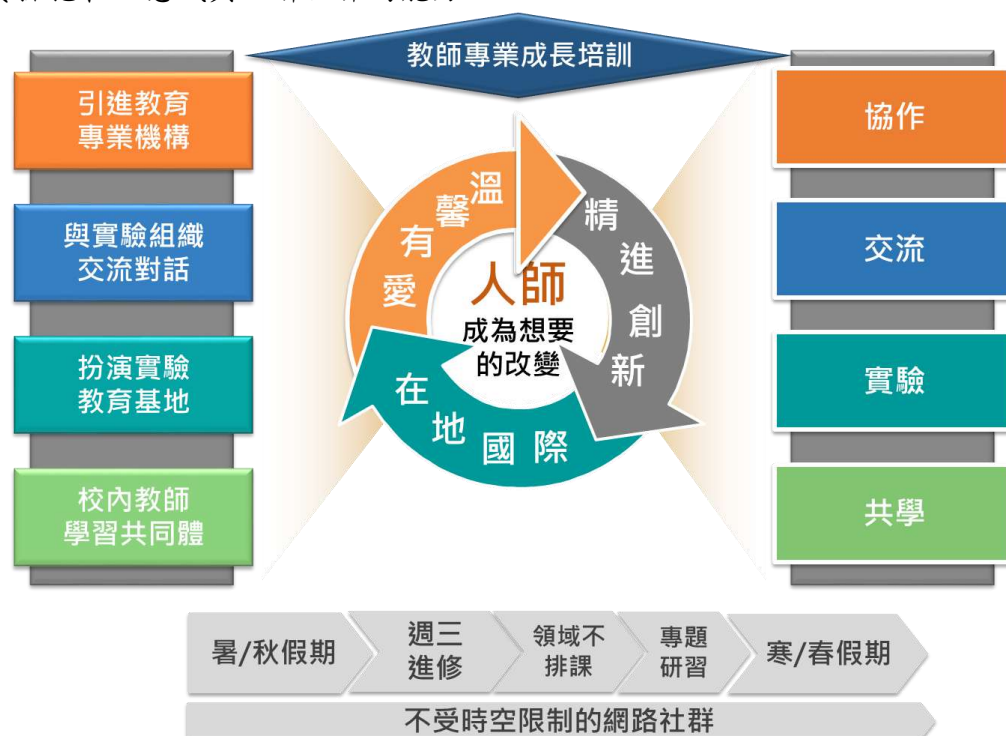 教師專業成長培訓
引進教育
專業機構
與實驗組織
交流對話
扮演實驗
教育基地
校內教師
學習共同體
溫馨有愛
精進創新
在地國際
人師
成為想要
的改變
協作
交流
實驗
共學
暑/秋假期
週三
進修
領域不
排課
專題
研習
寒/春假期
不受時空限制的網路社群